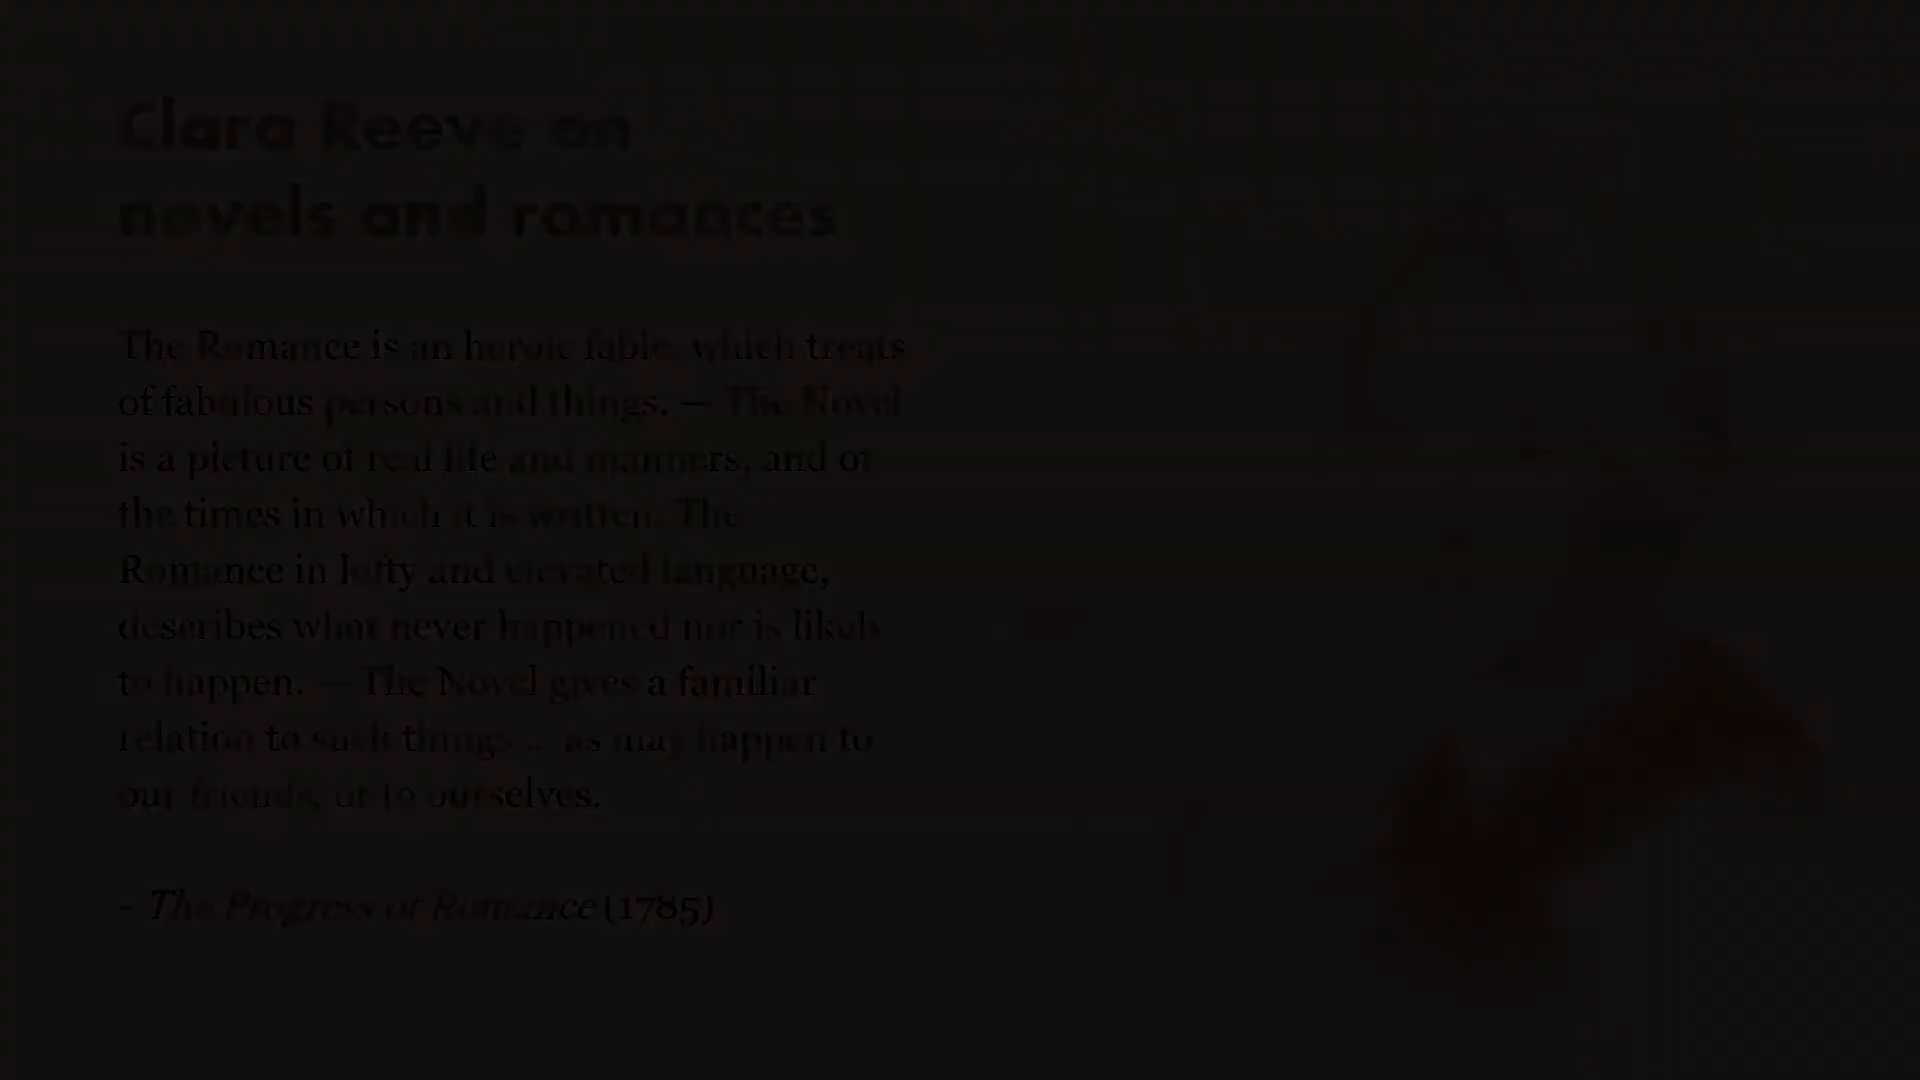 Clara Reeve on
novels and romances
The Romance is an heroic fable, which treats
of fabulous persons and things. — The Novel
is a picture of real life and manners, and of
the times in which it is written. The
Romance in lofty and elevated language,
describes what never happened nor is likely
to happen. — The Novel gives a familiar
relation to such things ... as may happen to
our friends, or to ourselves.
- The Progress of Romance (1785)